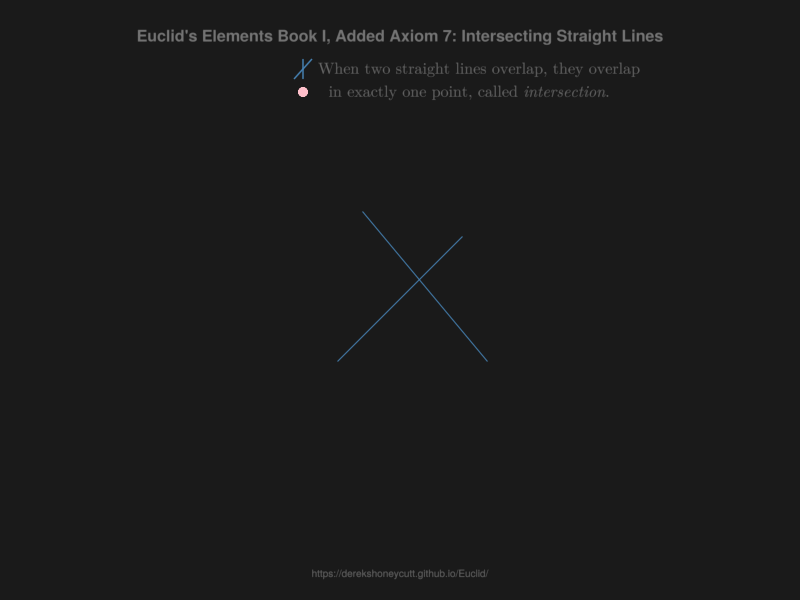 Euclid's Elements Book I, Added Axiom 7: Intersecting Straight Lines
When two straight lines overlap, they overlap
in exactly one point, called intersection.
https://derekshoneycutt.github.io/Euclid/